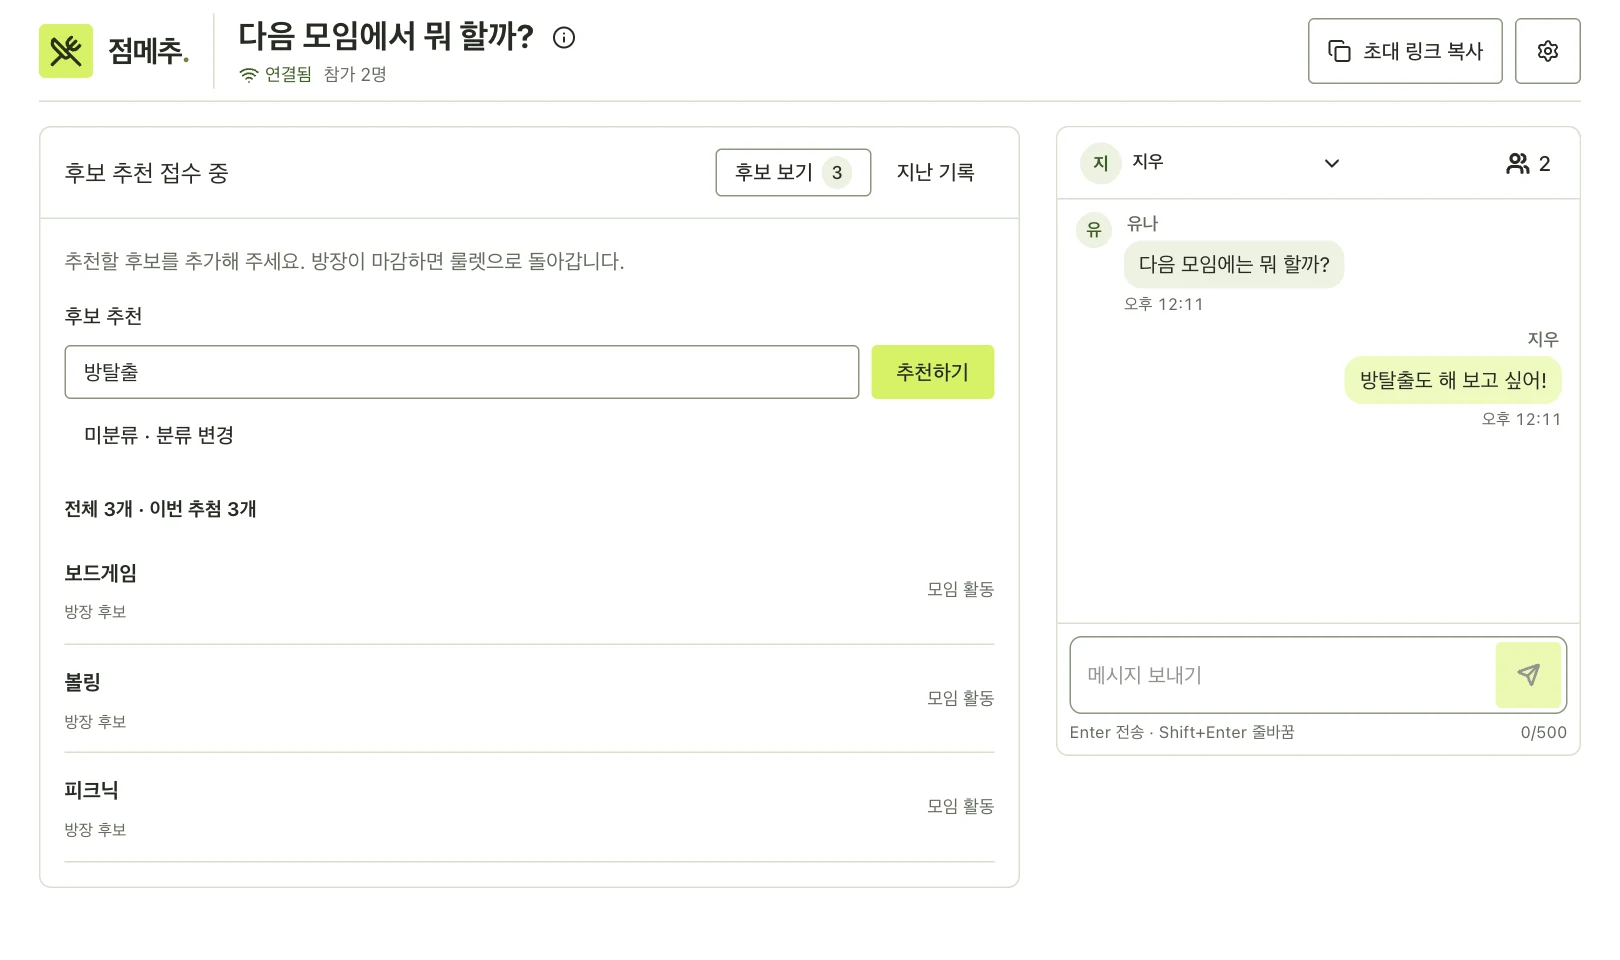 점메추.
다음 모임에서 뭐 할까?
연결됨 참가 2명
초대 링크 복사
후보 추천 접수 중
후보 보기 3
지난 기록
추천할 후보를 추가해 주세요. 방장이 마감하면 룰렛으로 돌아갑니다.
후보 추천
방탈출
추천하기
미분류 · 분류 변경
전체 3개 · 이번 추첨 3개
보드게임
방장 후보
모임 활동
볼링
방장 후보
모임 활동
피크닉
방장 후보
모임 활동
지 지우
2
유 유나
다음 모임에는 뭐 할까?
오후 12:11
지우
방탈출도 해 보고 싶어!
오후 12:11
메시지 보내기
Enter 전송 · Shift+Enter 줄바꿈
0/500